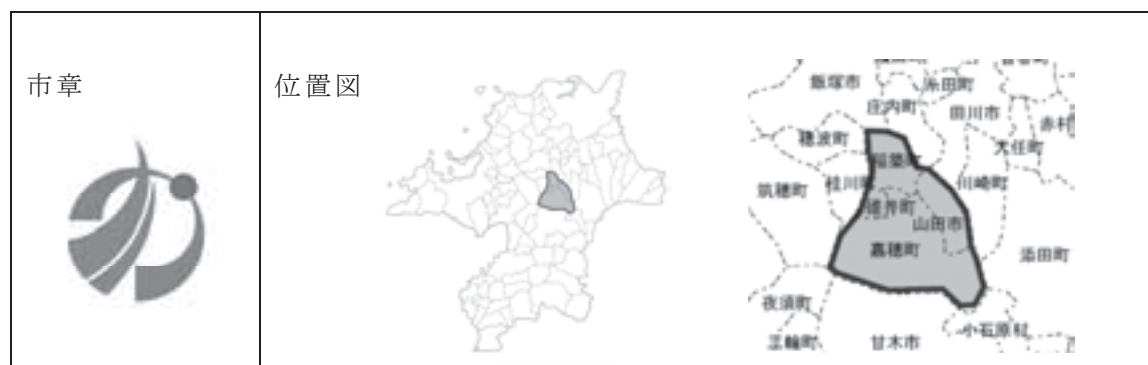 市章
位置図
飯塚市
糸田町
庄内町
田川市
赤村
穂波町
大任町
稲築町
筑穂町
桂川町
川崎町
碓井町
山田市
嘉穂町
添田町
夜須町
小石原村
三輪町
甘木市